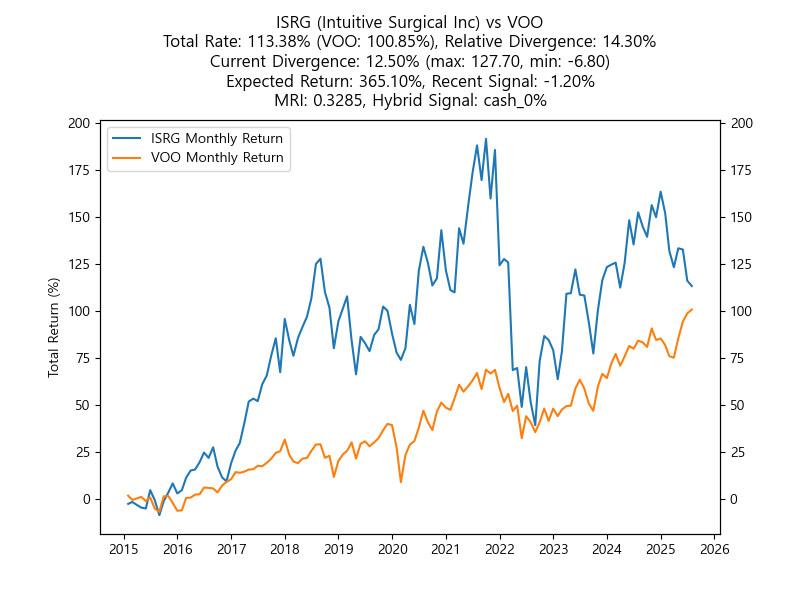 ISRG (Intuitive Surgical Inc) vs VOO
Total Rate: 113.38% (VOO: 100.85%), Relative Divergence: 14.30%
Current Divergence: 12.50% (max: 127.70, min: -6.80)
Expected Return: 365.10%, Recent Signal: -1.20%
MRI: 0.3285, Hybrid Signal: cash_0%
ISRG Monthly Return
VOO Monthly Return
Total Return (%)
200
175
150
125
100
75
50
25
0
200
175
150
125
100
75
50
25
0
2015 2016 2017 2018 2019 2020 2021 2022 2023 2024 2025 2026